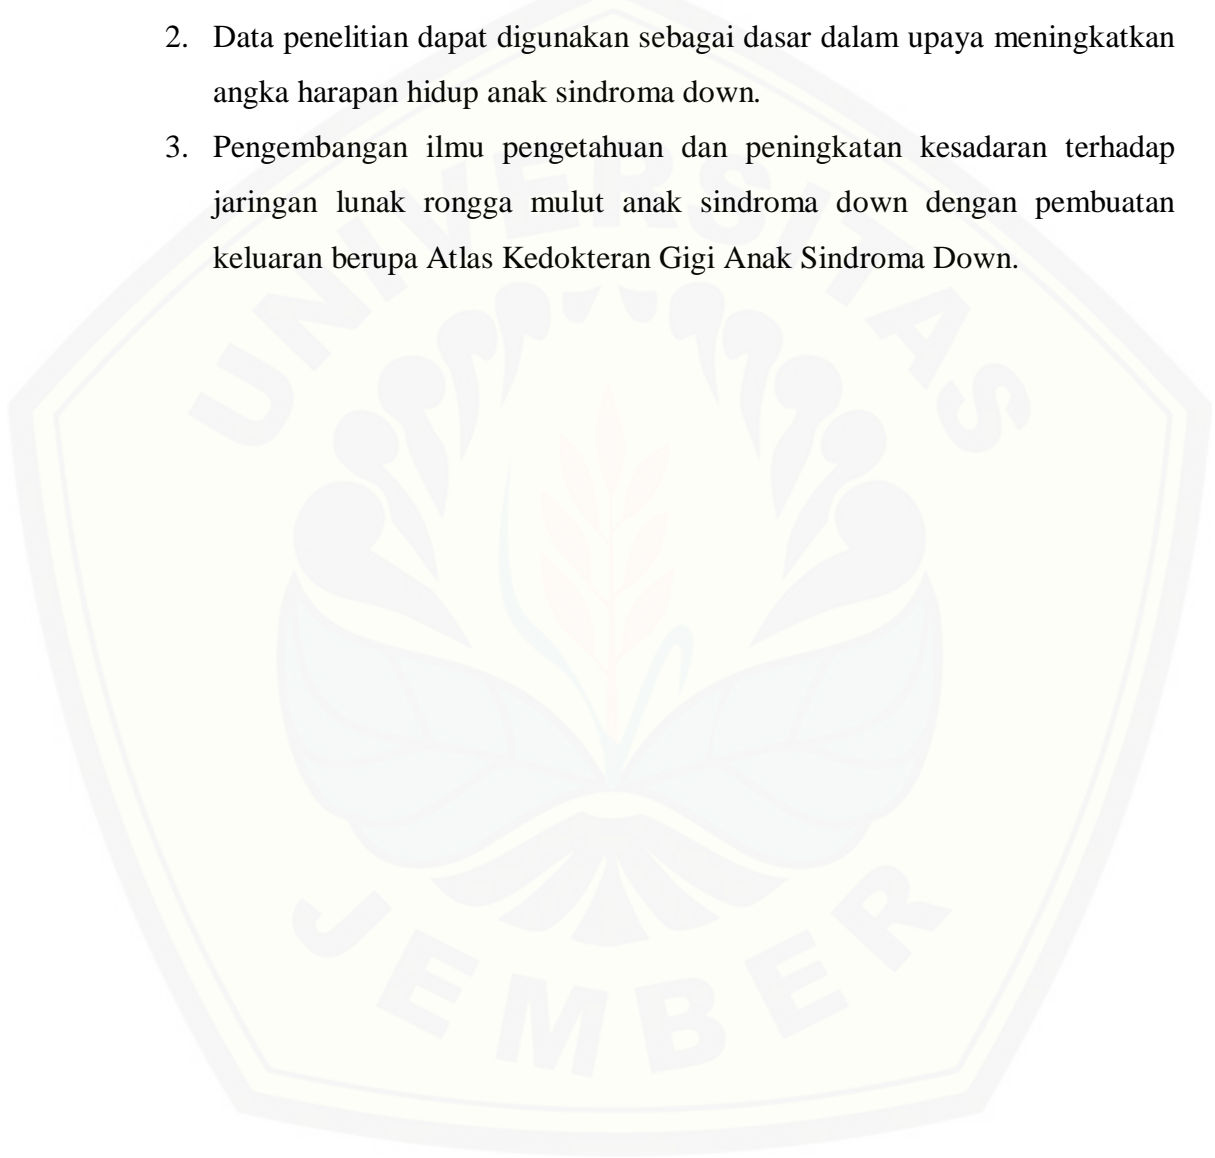 2. Data penelitian dapat digunakan sebagai dasar dalam upaya meningkatkan
angka harapan hidup anak sindroma down.
3. Pengembangan ilmu pengetahuan dan peningkatan kesadaran terhadap
jaringan lunak rongga mulut anak sindroma down dengan pembuatan
keluaran berupa Atlas Kedokteran Gigi Anak Sindroma Down.
UNIVERSITAS
JEMBER